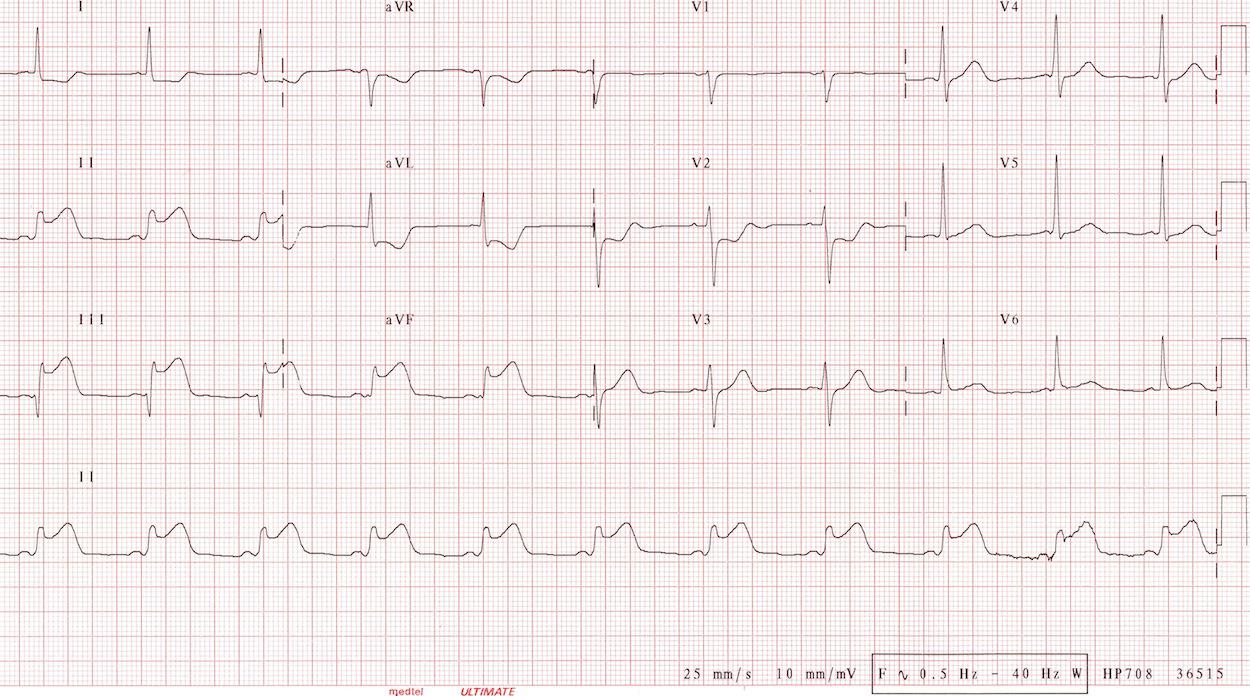 I aVR V1 V4
II aVL V2 V5
III aVF V3 V6
II
25 mm/s 10 mm/mV F ∿ 0.5 Hz - 40 Hz W HP708 36515
medtel ULTIMATE